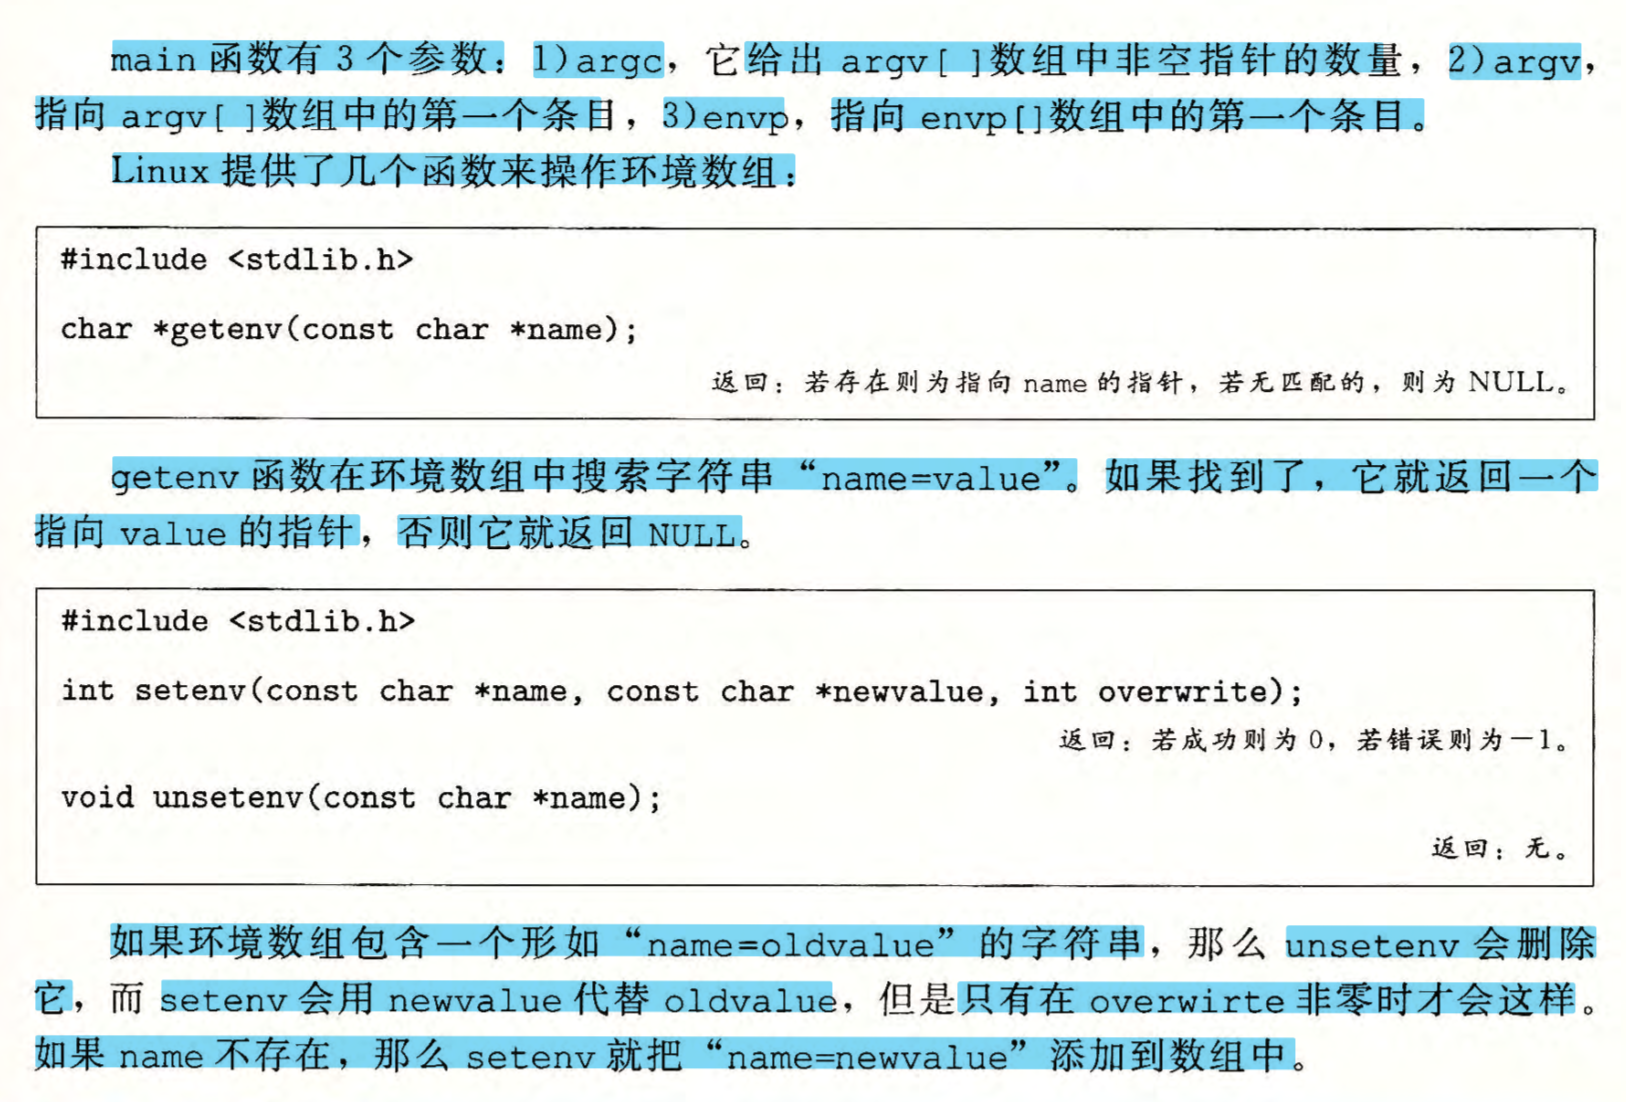 main 函数有 3 个参数：1)argc，它给出 argv[ ]数组中非空指针的数量，2)argv，
指向 argv[ ]数组中的第一个条目，3)envp，指向 envp[]数组中的第一个条目。
Linux 提供了几个函数来操作环境数组：
#include <stdlib.h>
char *getenv(const char *name);
返回：若存在则为指向 name 的指针，若无匹配的，则为 NULL。
getenv 函数在环境数组中搜索字符串“name=value”。如果找到了，它就返回一个
指向 value 的指针，否则它就返回 NULL。
#include <stdlib.h>
int setenv(const char *name, const char *newvalue, int overwrite);
返回：若成功则为 0，若错误则为－1。
void unsetenv(const char *name);
返回：无。
如果环境数组包含一个形如“name=oldvalue”的字符串，那么 unsetenv 会删除
它，而 setenv 会用 newvalue 代替 oldvalue，但是只有在 overwirte 非零时才会这样。
如果 name 不存在，那么 setenv 就把“name=newvalue”添加到数组中。